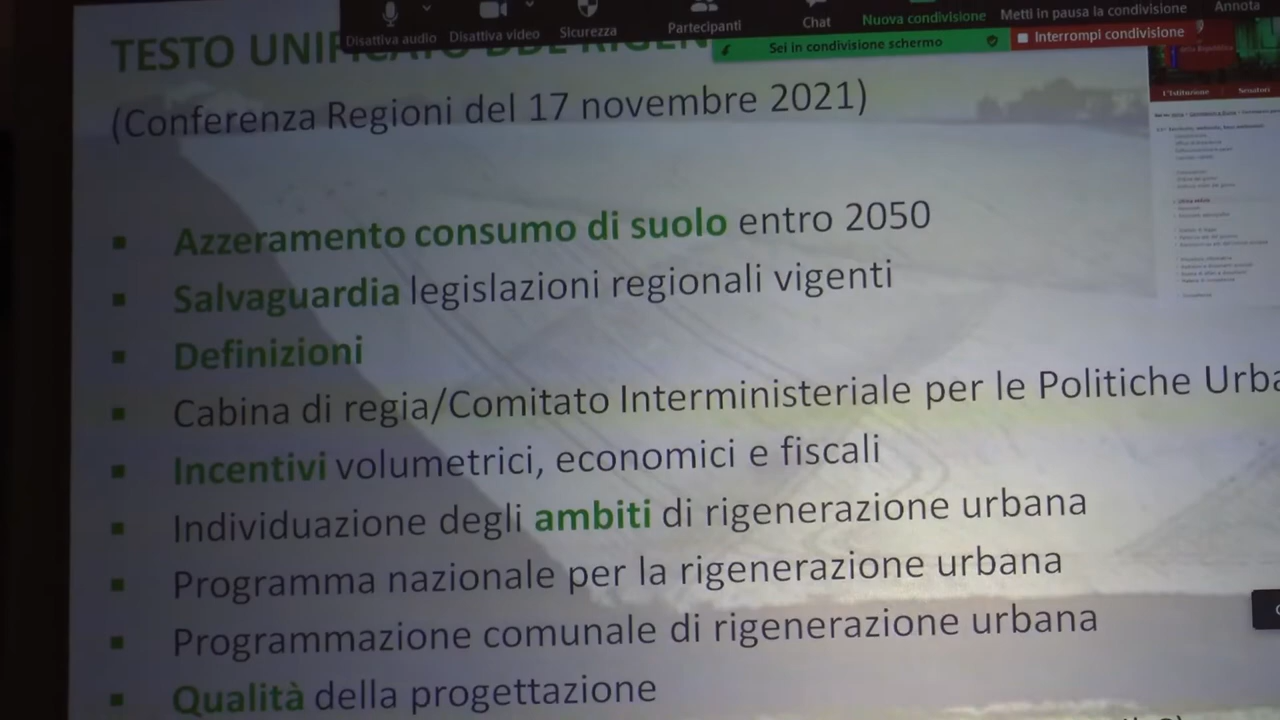 Disattiva audio
Disattiva video
Sicurezza
Partecipanti
Chat
Nuova condivisione
Metti in pausa la condivisione
Annota
Sei in condivisione schermo
Interrompi condivisione
TESTO
(Conferenza Regioni del 17 novembre 2021)
L'Istituzione
Senatori
▪ Azzeramento consumo di suolo entro 2050
▪ Salvaguardia legislazioni regionali vigenti
▪ Definizioni
▪ Cabina di regia/Comitato Interministeriale per le Politiche Urba
▪ Incentivi volumetrici, economici e fiscali
▪ Individuazione degli ambiti di rigenerazione urbana
▪ Programma nazionale per la rigenerazione urbana
▪ Programmazione comunale di rigenerazione urbana
▪ Qualità della progettazione